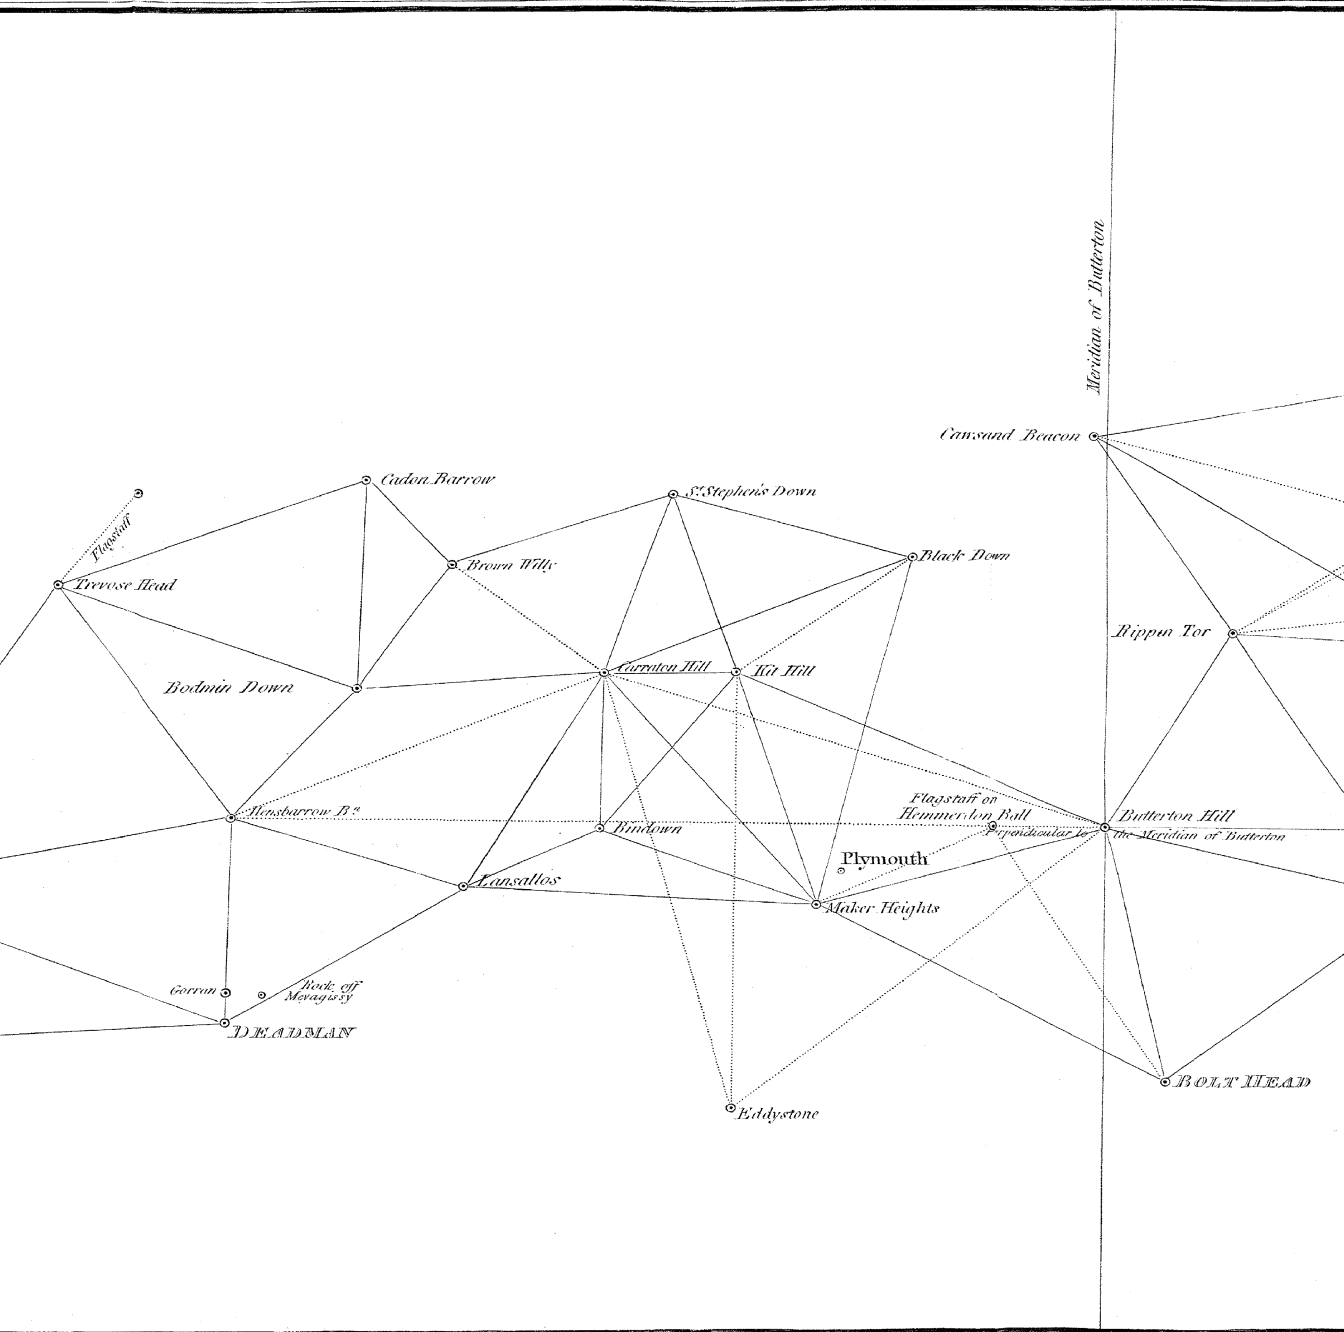 Meridian of Butterton
Cawsand Beacon
Cadon Barrow
St. Stephen's Down
Flagstaff
Brown Willy
Black Down
Trevose Head
Rippin Tor
Carraton Hill
Kit Hill
Bodmin Down
Flagstaff on
Hemmerdon Ball
Hensbarrow Bn.
Butterton Hill
Bindown
Perpendicular to the Meridian of Butterton
Plymouth
Lansallos
Maker Heights
Gorran
Rock off
Mevagissy
DEADMAN
BOLT HEAD
Eddystone